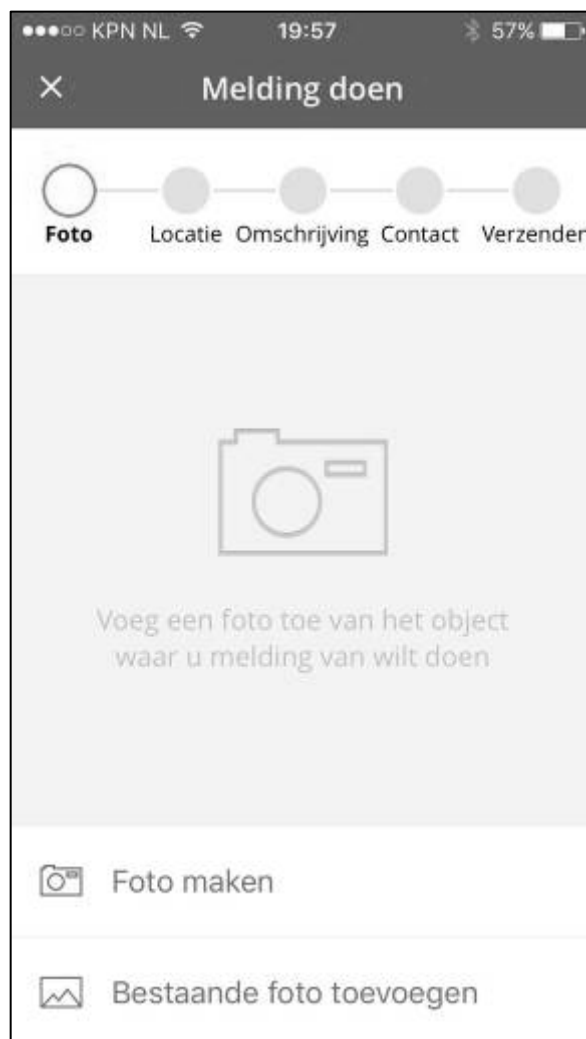 KPN NL 19:57 57%
Melding doen
Foto Locatie Omschrijving Contact Verzenden
Voeg een foto toe van het object
waar u melding van wilt doen
Foto maken
Bestaande foto toevoegen